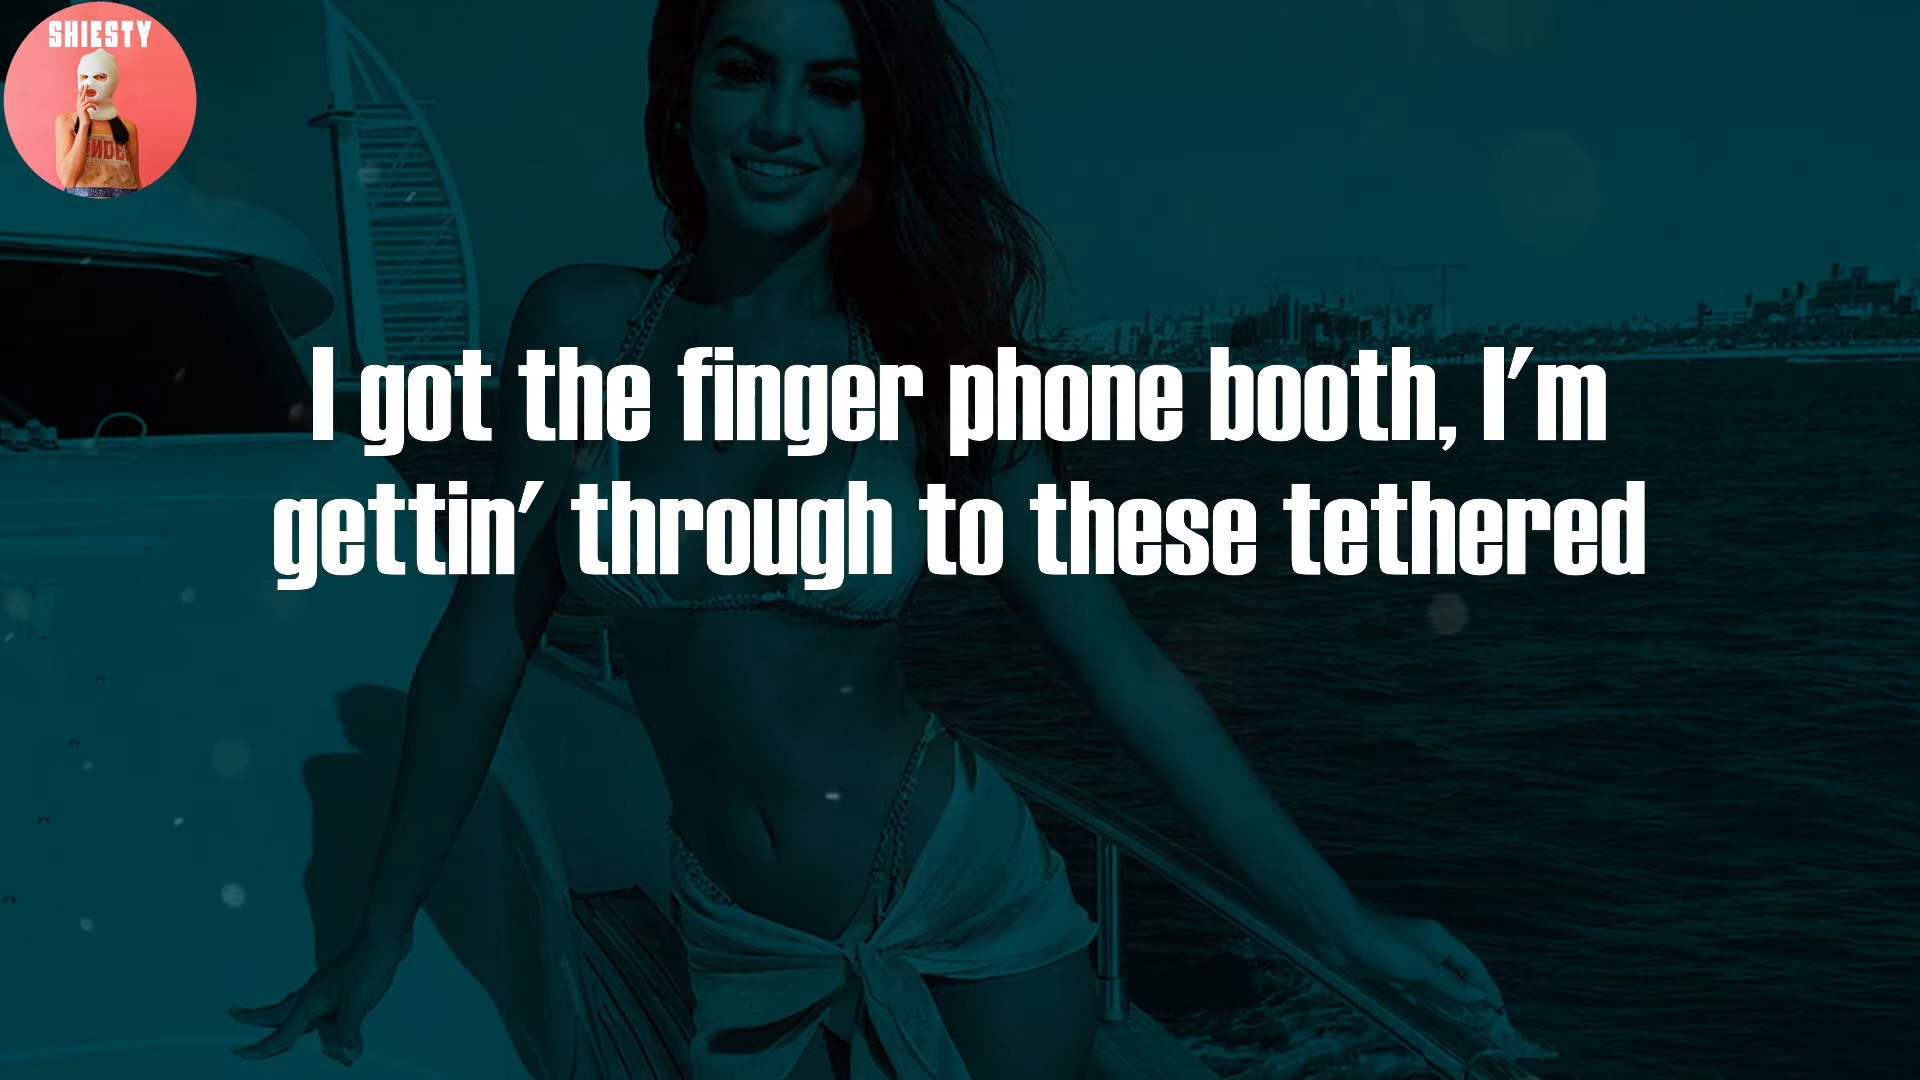 SHIESTY
I got the finger phone booth, I'm
gettin' through to these tethered